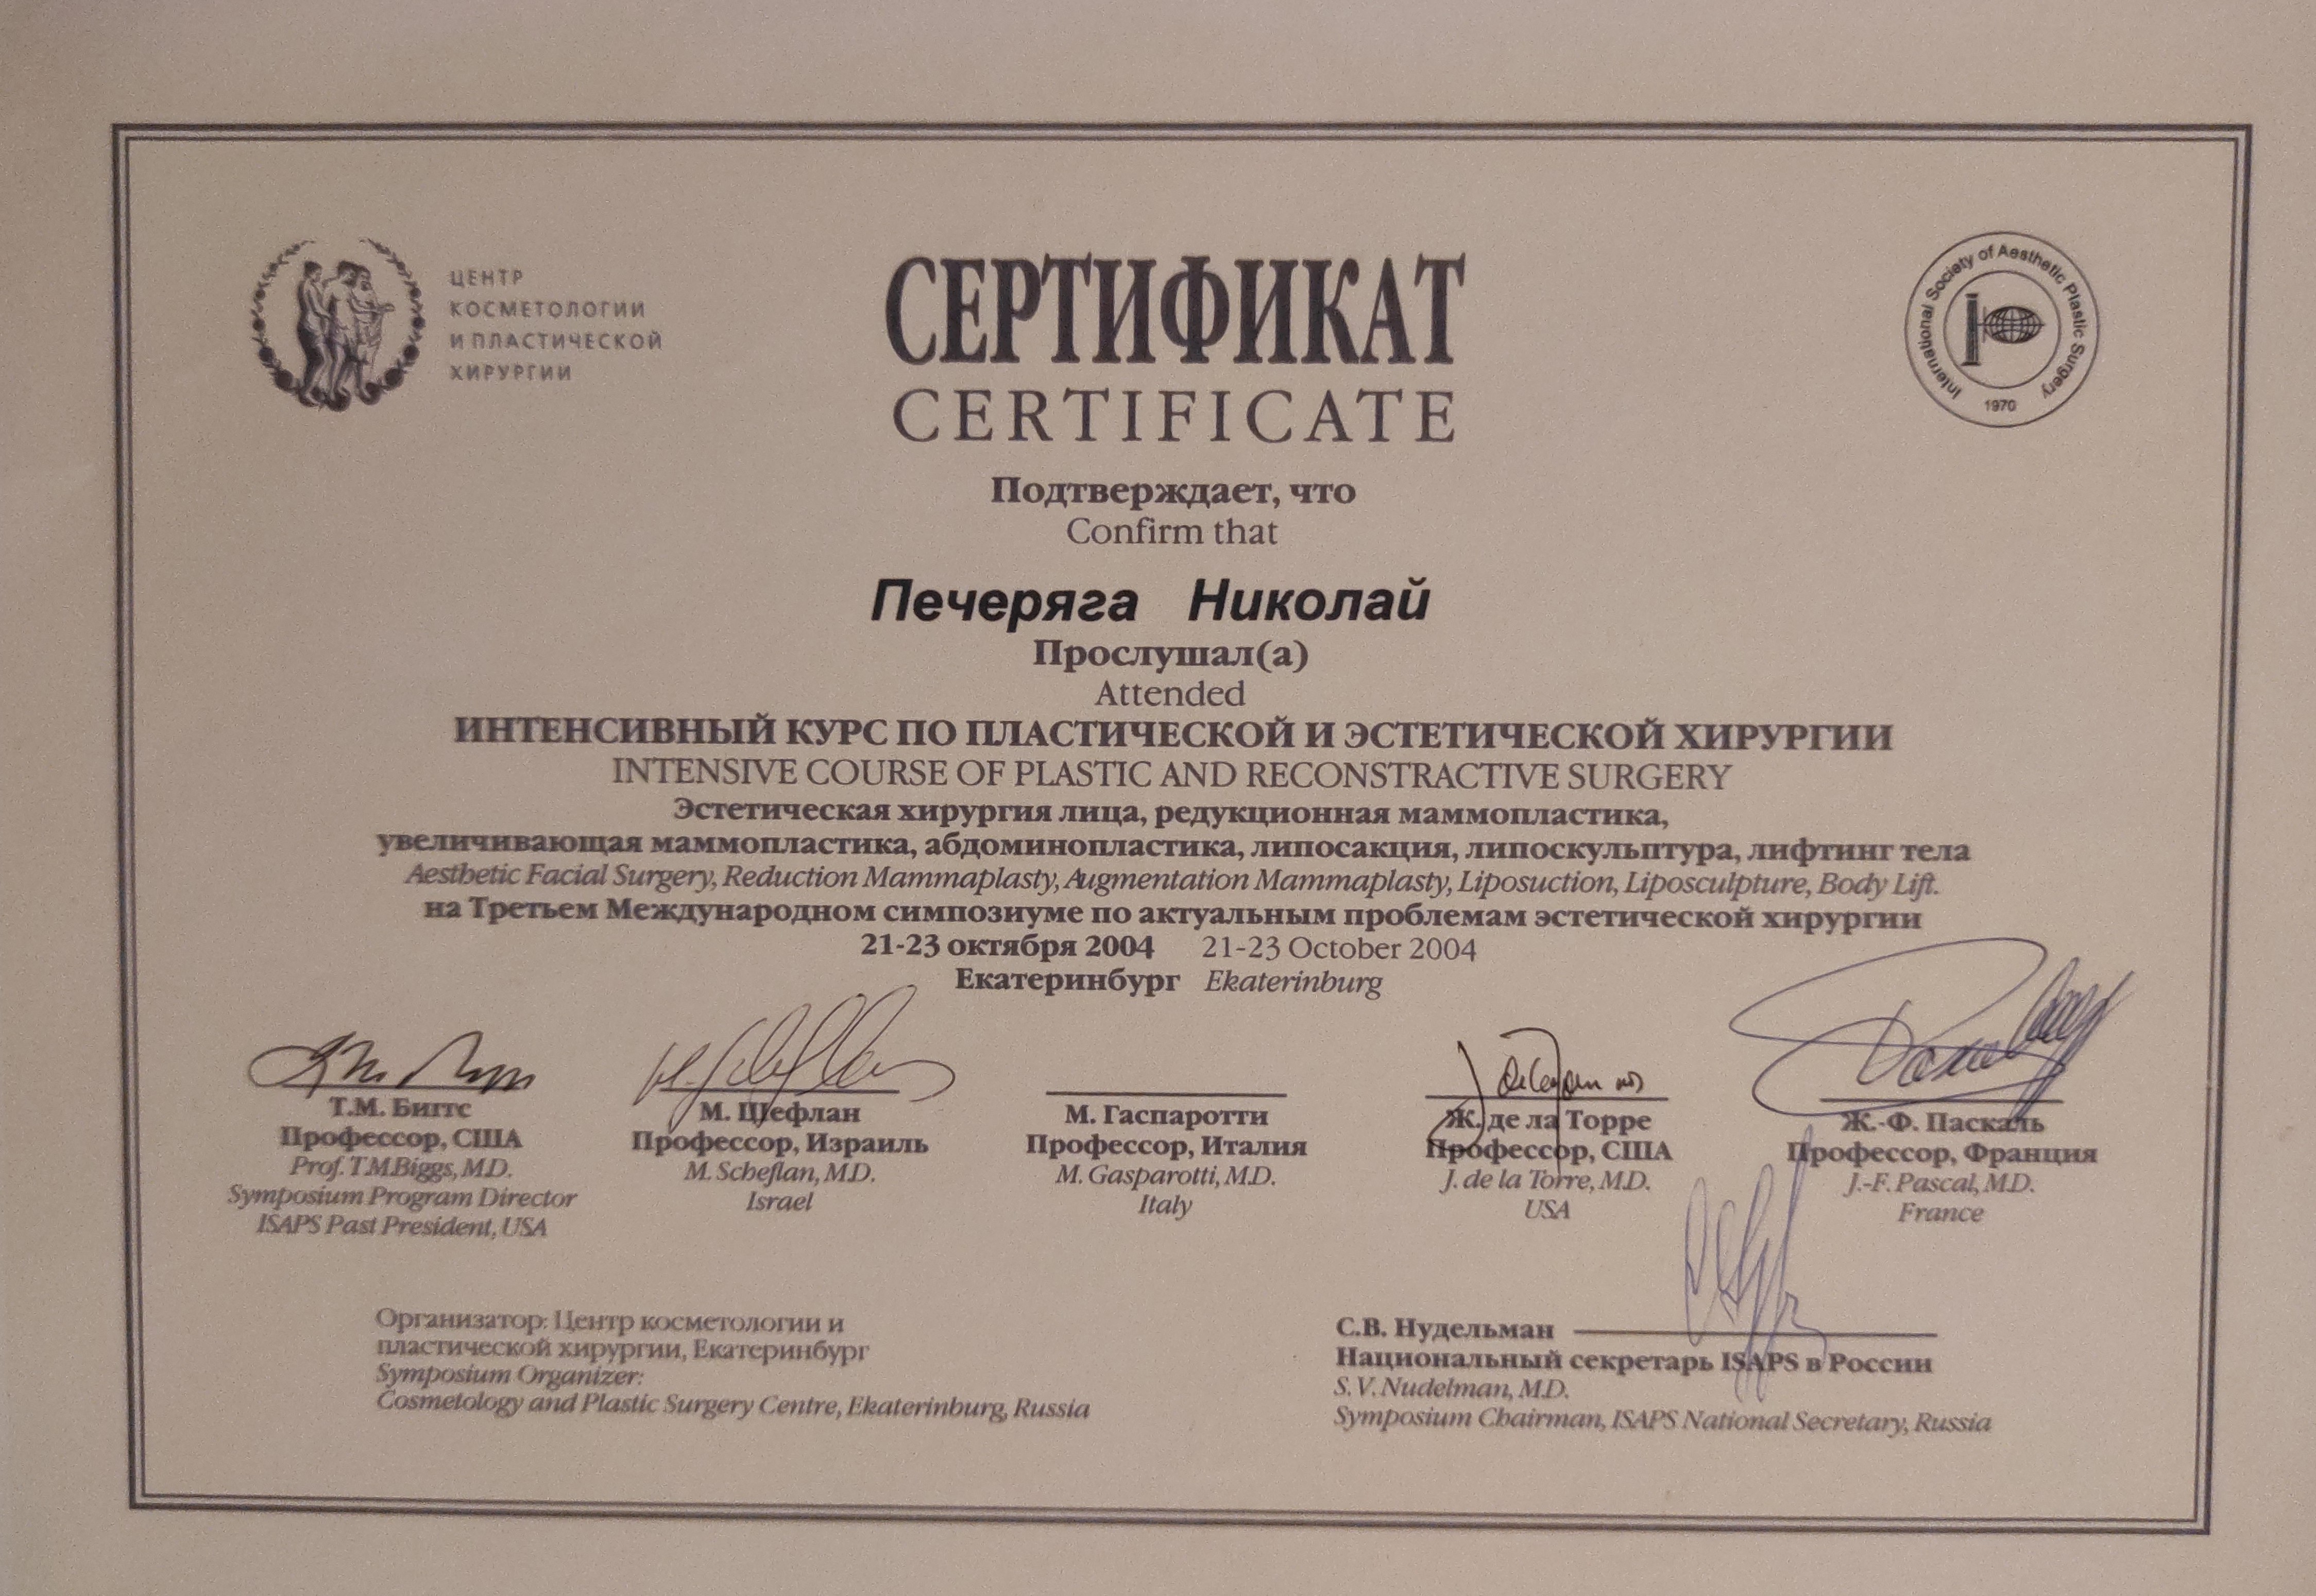 ЦЕНТР
КОСМЕТОЛОГИИ
И ПЛАСТИЧЕСКОЙ
ХИРУРГИИ
СЕРТИФИКАТ
CERTIFICATE
International Society of Aesthetic Plastic Surgery
1970
Подтверждает, что
Confirm that
Печеряга Николай
Прослушал(а)
Attended
ИНТЕНСИВНЫЙ КУРС ПО ПЛАСТИЧЕСКОЙ И ЭСТЕТИЧЕСКОЙ ХИРУРГИИ
INTENSIVE COURSE OF PLASTIC AND RECONSTRACTIVE SURGERY
Эстетическая хирургия лица, редукционная маммопластика,
увеличивающая маммопластика, абдоминопластика, липосакция, липоскульптура, лифтинг тела
Aesthetic Facial Surgery, Reduction Mammaplasty, Augmentation Mammaplasty, Liposuction, Liposculpture, Body Lift.
на Третьем Международном симпозиуме по актуальным проблемам эстетической хирургии
21-23 октября 2004 21-23 October 2004
Екатеринбург Ekaterinburg
Т.М. Биггс
Профессор, США
Prof. T.M.Biggs, M.D.
Symposium Program Director
ISAPS Past President, USA
М. Шефлан
Профессор, Израиль
M. Scheflan, M.D.
Israel
М. Гаспаротти
Профессор, Италия
M. Gasparotti, M.D.
Italy
Ж. де ла Торре
Профессор, США
J. de la Torre, M.D.
USA
Ж.-Ф. Паскаль
Профессор, Франция
J.-F. Pascal, M.D.
France
Организатор: Центр косметологии и
пластической хирургии, Екатеринбург
Symposium Organizer:
Cosmetology and Plastic Surgery Centre, Ekaterinburg, Russia
С.В. Нудельман
Национальный секретарь ISAPS в России
S.V. Nudelman, M.D.
Symposium Chairman, ISAPS National Secretary, Russia